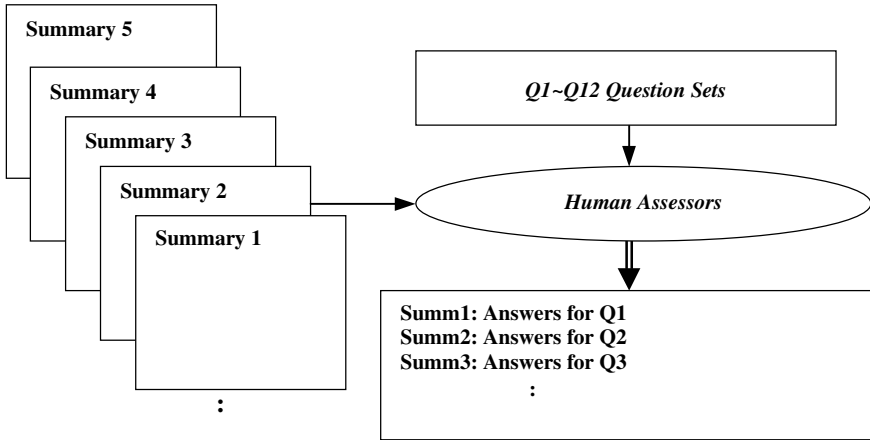 Summary 5
Summary 4
Summary 3
Summary 2
Summary 1
:
Q1~Q12 Question Sets
Human Assessors
Summ1: Answers for Q1
Summ2: Answers for Q2
Summ3: Answers for Q3
: